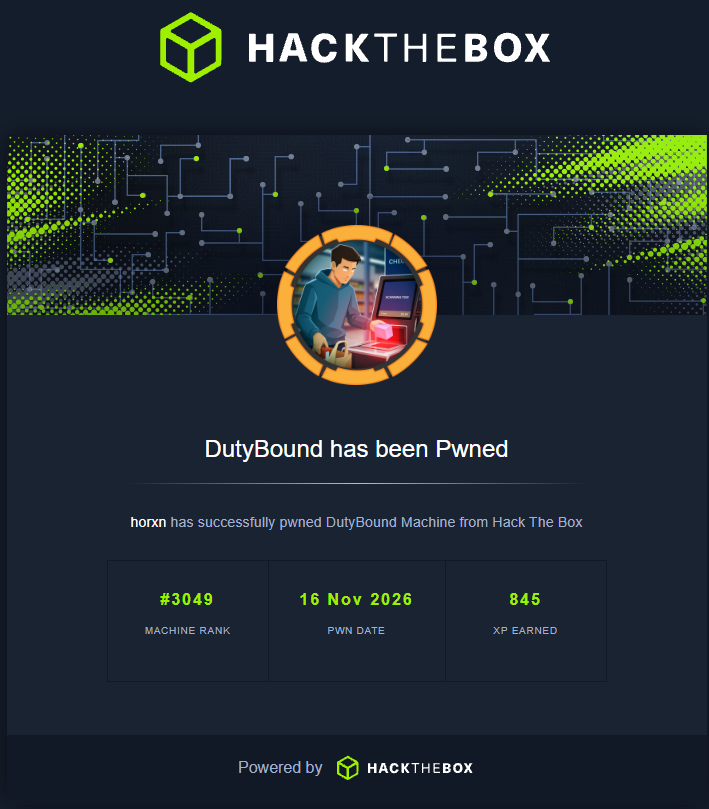 HACKTHEBOX
DutyBound has been Pwned
horxn has successfully pwned DutyBound Machine from Hack The Box
#3049 16 Nov 2026 845
MACHINE RANK PWN DATE XP EARNED
Powered by HACKTHEBOX